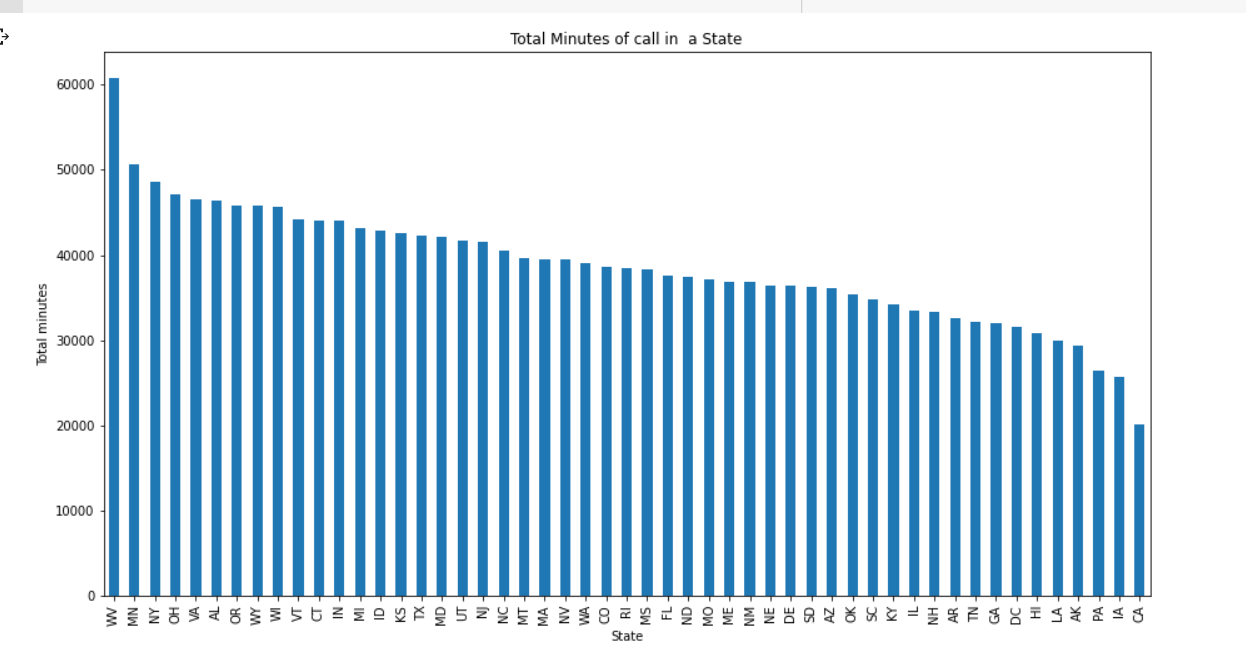 Total Minutes of call in  a State
60000
50000
40000
30000
20000
10000
0
Total minutes
WV MN NY OH VA AL OR WY WI VT CT IN MI ID KS TX MD UT NJ NC MT MA NV WA CO RI MS FL ND MO ME NM NE DE SD AZ OK SC KY IL NH AR TN GA DC HI LA AK PA IA CA
State